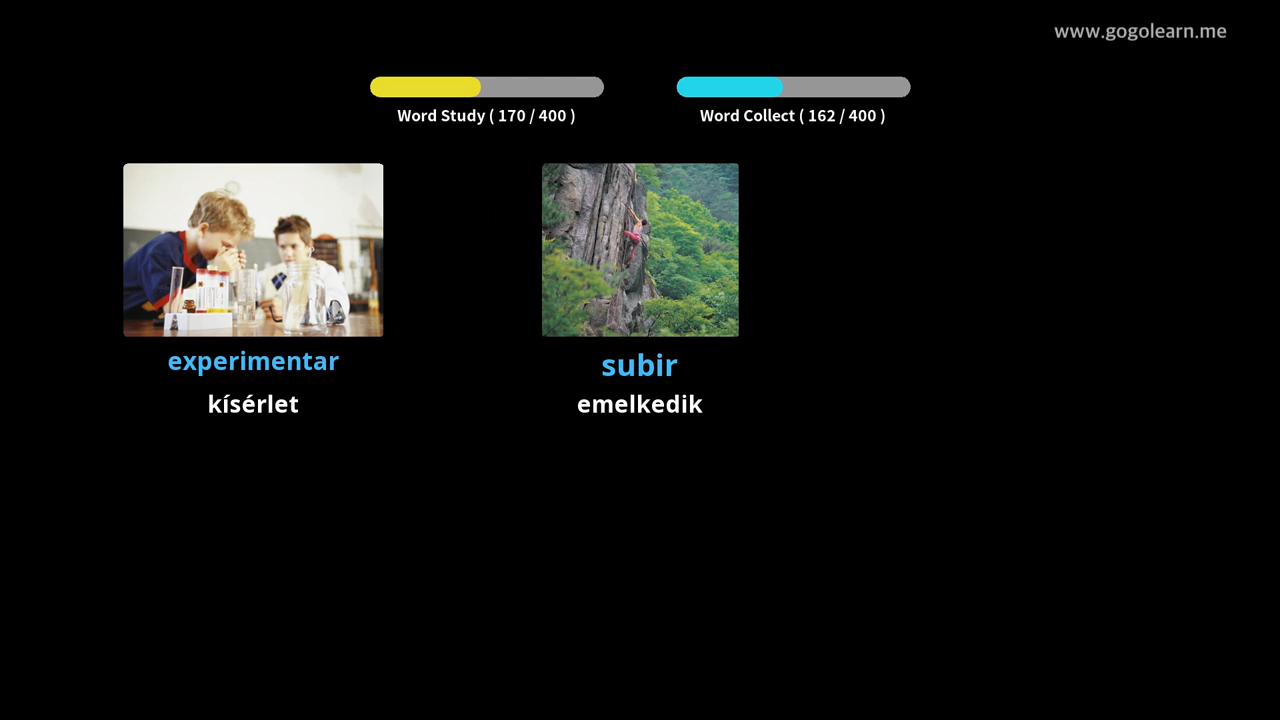 www.gogolearn.me
Word Study ( 170 / 400 )
Word Collect ( 162 / 400 )
experimentar
subir
kísérlet
emelkedik